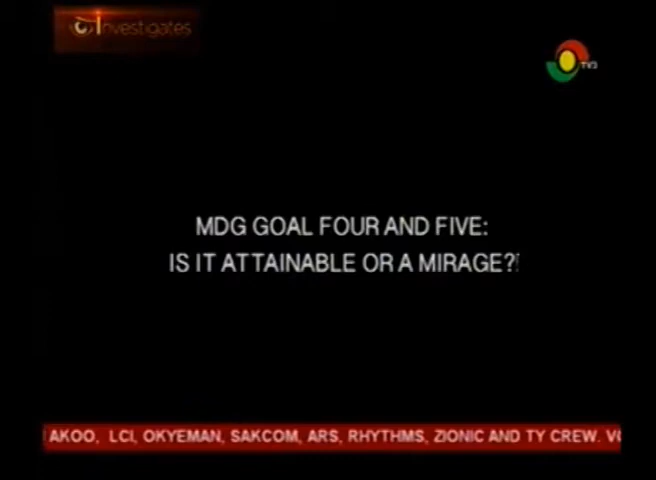 Investigates
TV3
MDG GOAL FOUR AND FIVE:
IS IT ATTAINABLE OR A MIRAGE?
AKOO, LCI, OKYEMAN, SAKCOM, ARS, RHYTHMS, ZIONIC AND TY CREW.